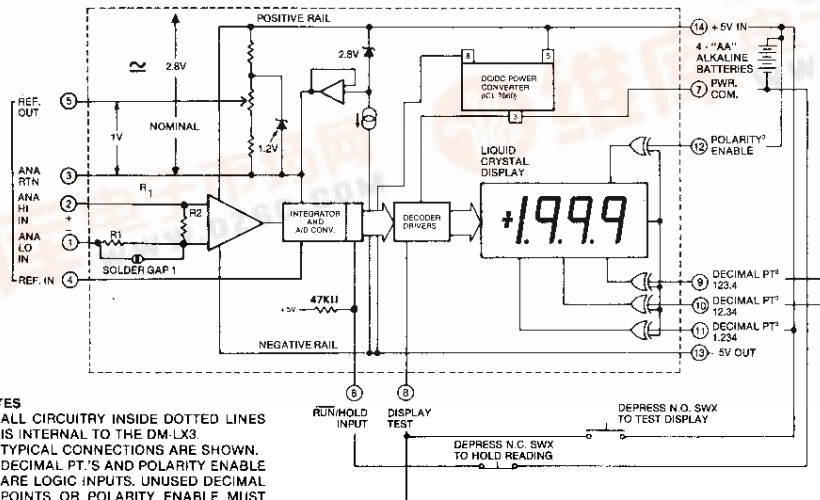 POSITIVE RAIL
14 + 5V IN
4 - "AA"
ALKALINE
BATTERIES
7 PWR.
COM.
≃
2.8V
2.8V
8
5
DC/DC POWER
CONVERTER
(ICL 7660)
3
REF.
OUT
5
1V
NOMINAL
1.2V
LIQUID
CRYSTAL
DISPLAY
12 POLARITY³
ENABLE
ANA
RTN
3
R1
ANA
HI
IN
2
+
R2
ANA
LO
IN
1
−
R1
SOLDER GAP 1
REF. IN 4
INTEGRATOR
AND
A/D CONV.
DECODER
DRIVERS
+1.9.9.9
9 DECIMAL PT³
123.4
10 DECIMAL PT³
12.34
11 DECIMAL PT³
1.234
+5V
NEGATIVE RAIL
13 - 5V OUT
6
8
RUN/HOLD
INPUT
DISPLAY
TEST
DEPRESS N.O. SWX
TO TEST DISPLAY
DEPRESS N.C. SWX
TO HOLD READING
ALL CIRCUITRY INSIDE DOTTED LINES
IS INTERNAL TO THE DM-LX3.
TYPICAL CONNECTIONS ARE SHOWN.
DECIMAL PT.'S AND POLARITY ENABLE
ARE LOGIC INPUTS. UNUSED DECIMAL
POINTS OR POLARITY ENABLE MUST